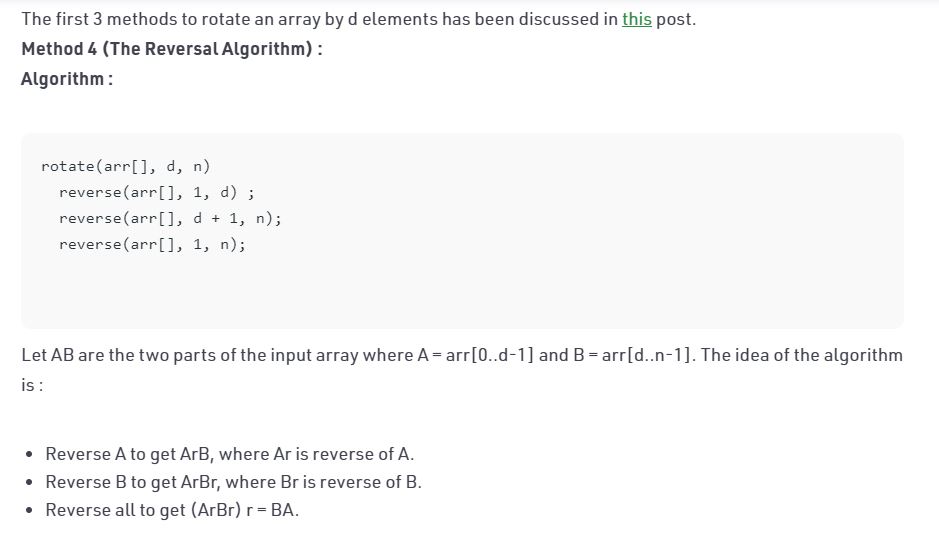 The first 3 methods to rotate an array by d elements has been discussed in this post.
Method 4 (The Reversal Algorithm) :
Algorithm :
rotate(arr[], d, n)
  reverse(arr[], 1, d) ;
  reverse(arr[], d + 1, n);
  reverse(arr[], 1, n);
Let AB are the two parts of the input array where A = arr[0..d-1] and B = arr[d..n-1]. The idea of the algorithm
is :
• Reverse A to get ArB, where Ar is reverse of A.
• Reverse B to get ArBr, where Br is reverse of B.
• Reverse all to get (ArBr) r = BA.